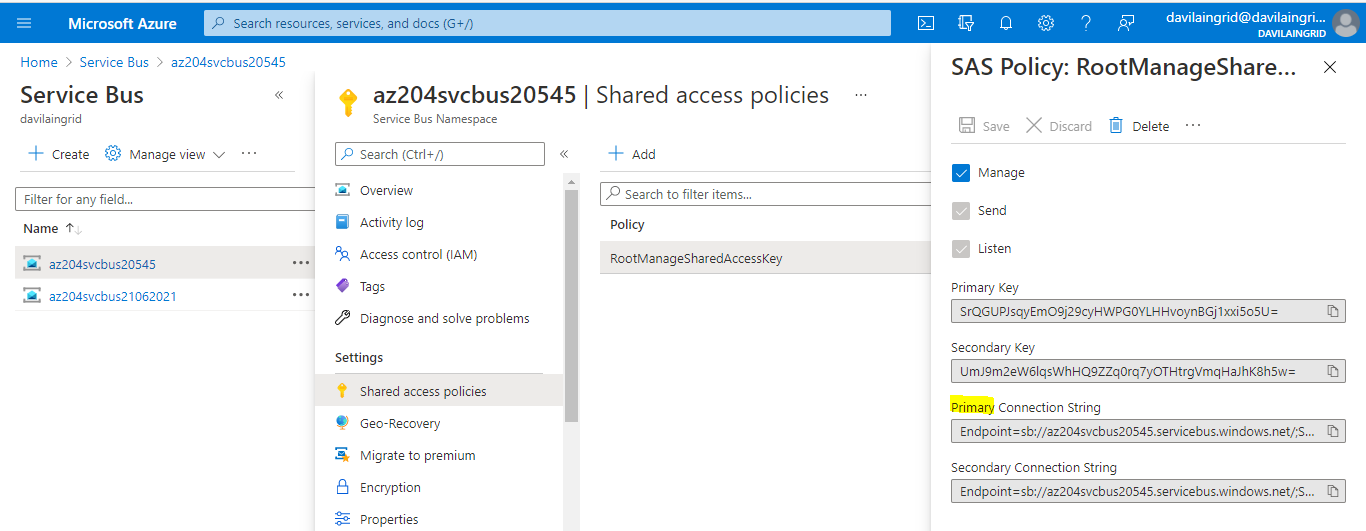 Microsoft Azure
Search resources, services, and docs (G+/)
davilaingrid@davilaingri...
DAVILAINGRID
Home > Service Bus > az204svcbus20545
Service Bus «
davilaingrid
+ Create Manage view ...
Filter for any field...
Name ↑↓
az204svcbus20545 ...
az204svcbus21062021 ...
az204svcbus20545 | Shared access policies ...
Service Bus Namespace
Search (Ctrl+/) «
Overview
Activity log
Access control (IAM)
Tags
Diagnose and solve problems
Settings
Shared access policies
Geo-Recovery
Migrate to premium
Encryption
Properties
+ Add
Search to filter items...
Policy
RootManageSharedAccessKey
SAS Policy: RootManageShare...
Save Discard Delete ...
Manage
Send
Listen
Primary Key
SrQGUPJsqyEmO9j29cyHWPG0YLHHvoynBGj1xxi5o5U=
Secondary Key
UmJ9m2eW6lqsWhHQ9ZZq0rq7yOTHtrgVmqHaJhK8h5w=
Primary Connection String
Endpoint=sb://az204svcbus20545.servicebus.windows.net/;S...
Secondary Connection String
Endpoint=sb://az204svcbus20545.servicebus.windows.net/;S...